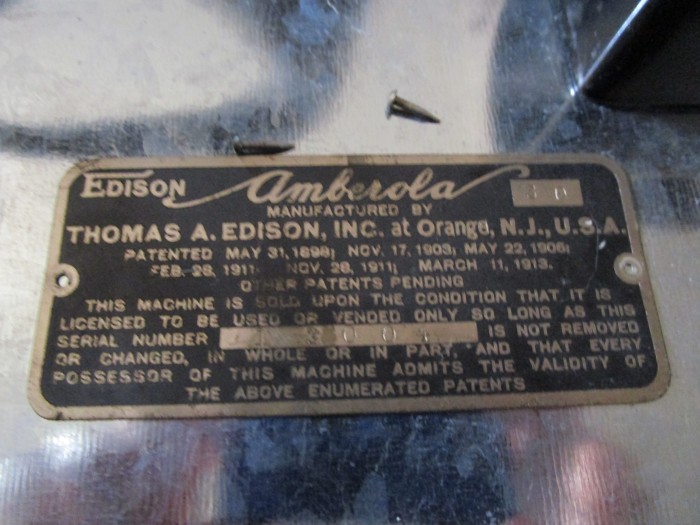 EDISON Amberola 30
MANUFACTURED BY
THOMAS A. EDISON, INC. at Orange, N.J., U.S.A.
PATENTED MAY 31, 1898; NOV. 17, 1903; MAY 22, 1906;
FEB. 28, 1911; NOV. 28, 1911; MARCH 11, 1913.
OTHER PATENTS PENDING
THIS MACHINE IS SOLD UPON THE CONDITION THAT IT IS
LICENSED TO BE USED OR VENDED ONLY SO LONG AS THIS
SERIAL NUMBER IS NOT REMOVED
OR CHANGED, IN WHOLE OR IN PART, AND THAT EVERY
POSSESSOR OF THIS MACHINE ADMITS THE VALIDITY OF
THE ABOVE ENUMERATED PATENTS